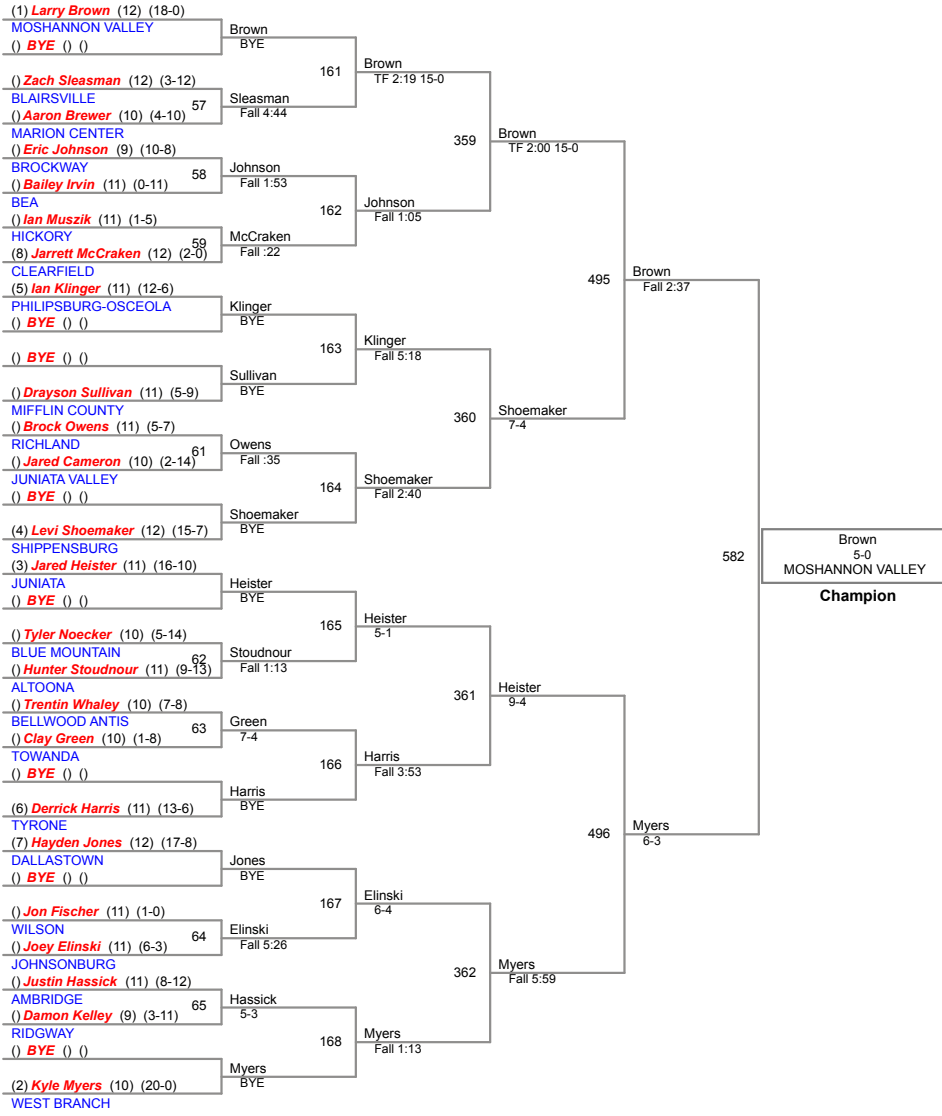 (1) Larry Brown (12) (18-0)
MOSHANNON VALLEY
() BYE () ()
() Zach Sleasman (12) (3-12)
BLAIRSVILLE
() Aaron Brewer (10) (4-10)
MARION CENTER
() Eric Johnson (9) (10-8)
BROCKWAY
() Bailey Irvin (11) (0-11)
BEA
() Ian Muszik (11) (1-5)
HICKORY
(8) Jarrett McCraken (12) (2-0)
CLEARFIELD
(5) Ian Klinger (11) (12-6)
PHILIPSBURG-OSCEOLA
() BYE () ()
() BYE () ()
() Drayson Sullivan (11) (5-9)
MIFFLIN COUNTY
() Brock Owens (11) (5-7)
RICHLAND
() Jared Cameron (10) (2-14)
JUNIATA VALLEY
() BYE () ()
(4) Levi Shoemaker (12) (15-7)
SHIPPENSBURG
(3) Jared Heister (11) (16-10)
JUNIATA
() BYE () ()
() Tyler Noecker (10) (5-14)
BLUE MOUNTAIN
() Hunter Stoudnour (11) (9-13)
ALTOONA
() Trentin Whaley (10) (7-8)
BELLWOOD ANTIS
() Clay Green (10) (1-8)
TOWANDA
() BYE () ()
(6) Derrick Harris (11) (13-6)
TYRONE
(7) Hayden Jones (12) (17-8)
DALLASTOWN
() BYE () ()
() Jon Fischer (11) (1-0)
WILSON
() Joey Elinski (11) (6-3)
JOHNSONBURG
() Justin Hassick (11) (8-12)
AMBRIDGE
() Damon Kelley (9) (3-11)
RIDGWAY
() BYE () ()
(2) Kyle Myers (10) (20-0)
WEST BRANCH
57
58
59
61
62
63
64
65
Brown
BYE
Sleasman
Fall 4:44
Johnson
Fall 1:53
McCraken
Fall :22
Klinger
BYE
Sullivan
BYE
Owens
Fall :35
Shoemaker
BYE
Heister
BYE
Stoudnour
Fall 1:13
Green
7-4
Harris
BYE
Jones
BYE
Elinski
Fall 5:26
Hassick
5-3
Myers
BYE
161
162
163
164
165
166
167
168
Brown
TF 2:19 15-0
Johnson
Fall 1:05
Klinger
Fall 5:18
Shoemaker
Fall 2:40
Heister
5-1
Harris
Fall 3:53
Elinski
6-4
Myers
Fall 1:13
359
360
361
362
Brown
TF 2:00 15-0
Shoemaker
7-4
Heister
9-4
Myers
Fall 5:59
495
496
Brown
Fall 2:37
Myers
6-3
582
Brown
5-0
MOSHANNON VALLEY
Champion